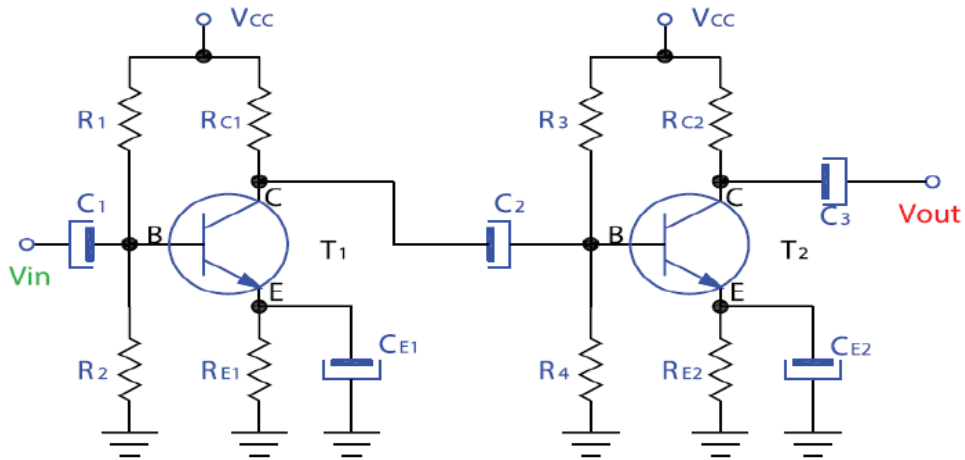 VCC
VCC
R1
RC1
R3
RC2
C1
B
C
T1
C2
B
C
T2
C3
Vin
Vout
E
E
R2
RE1
CE1
R4
RE2
CE2